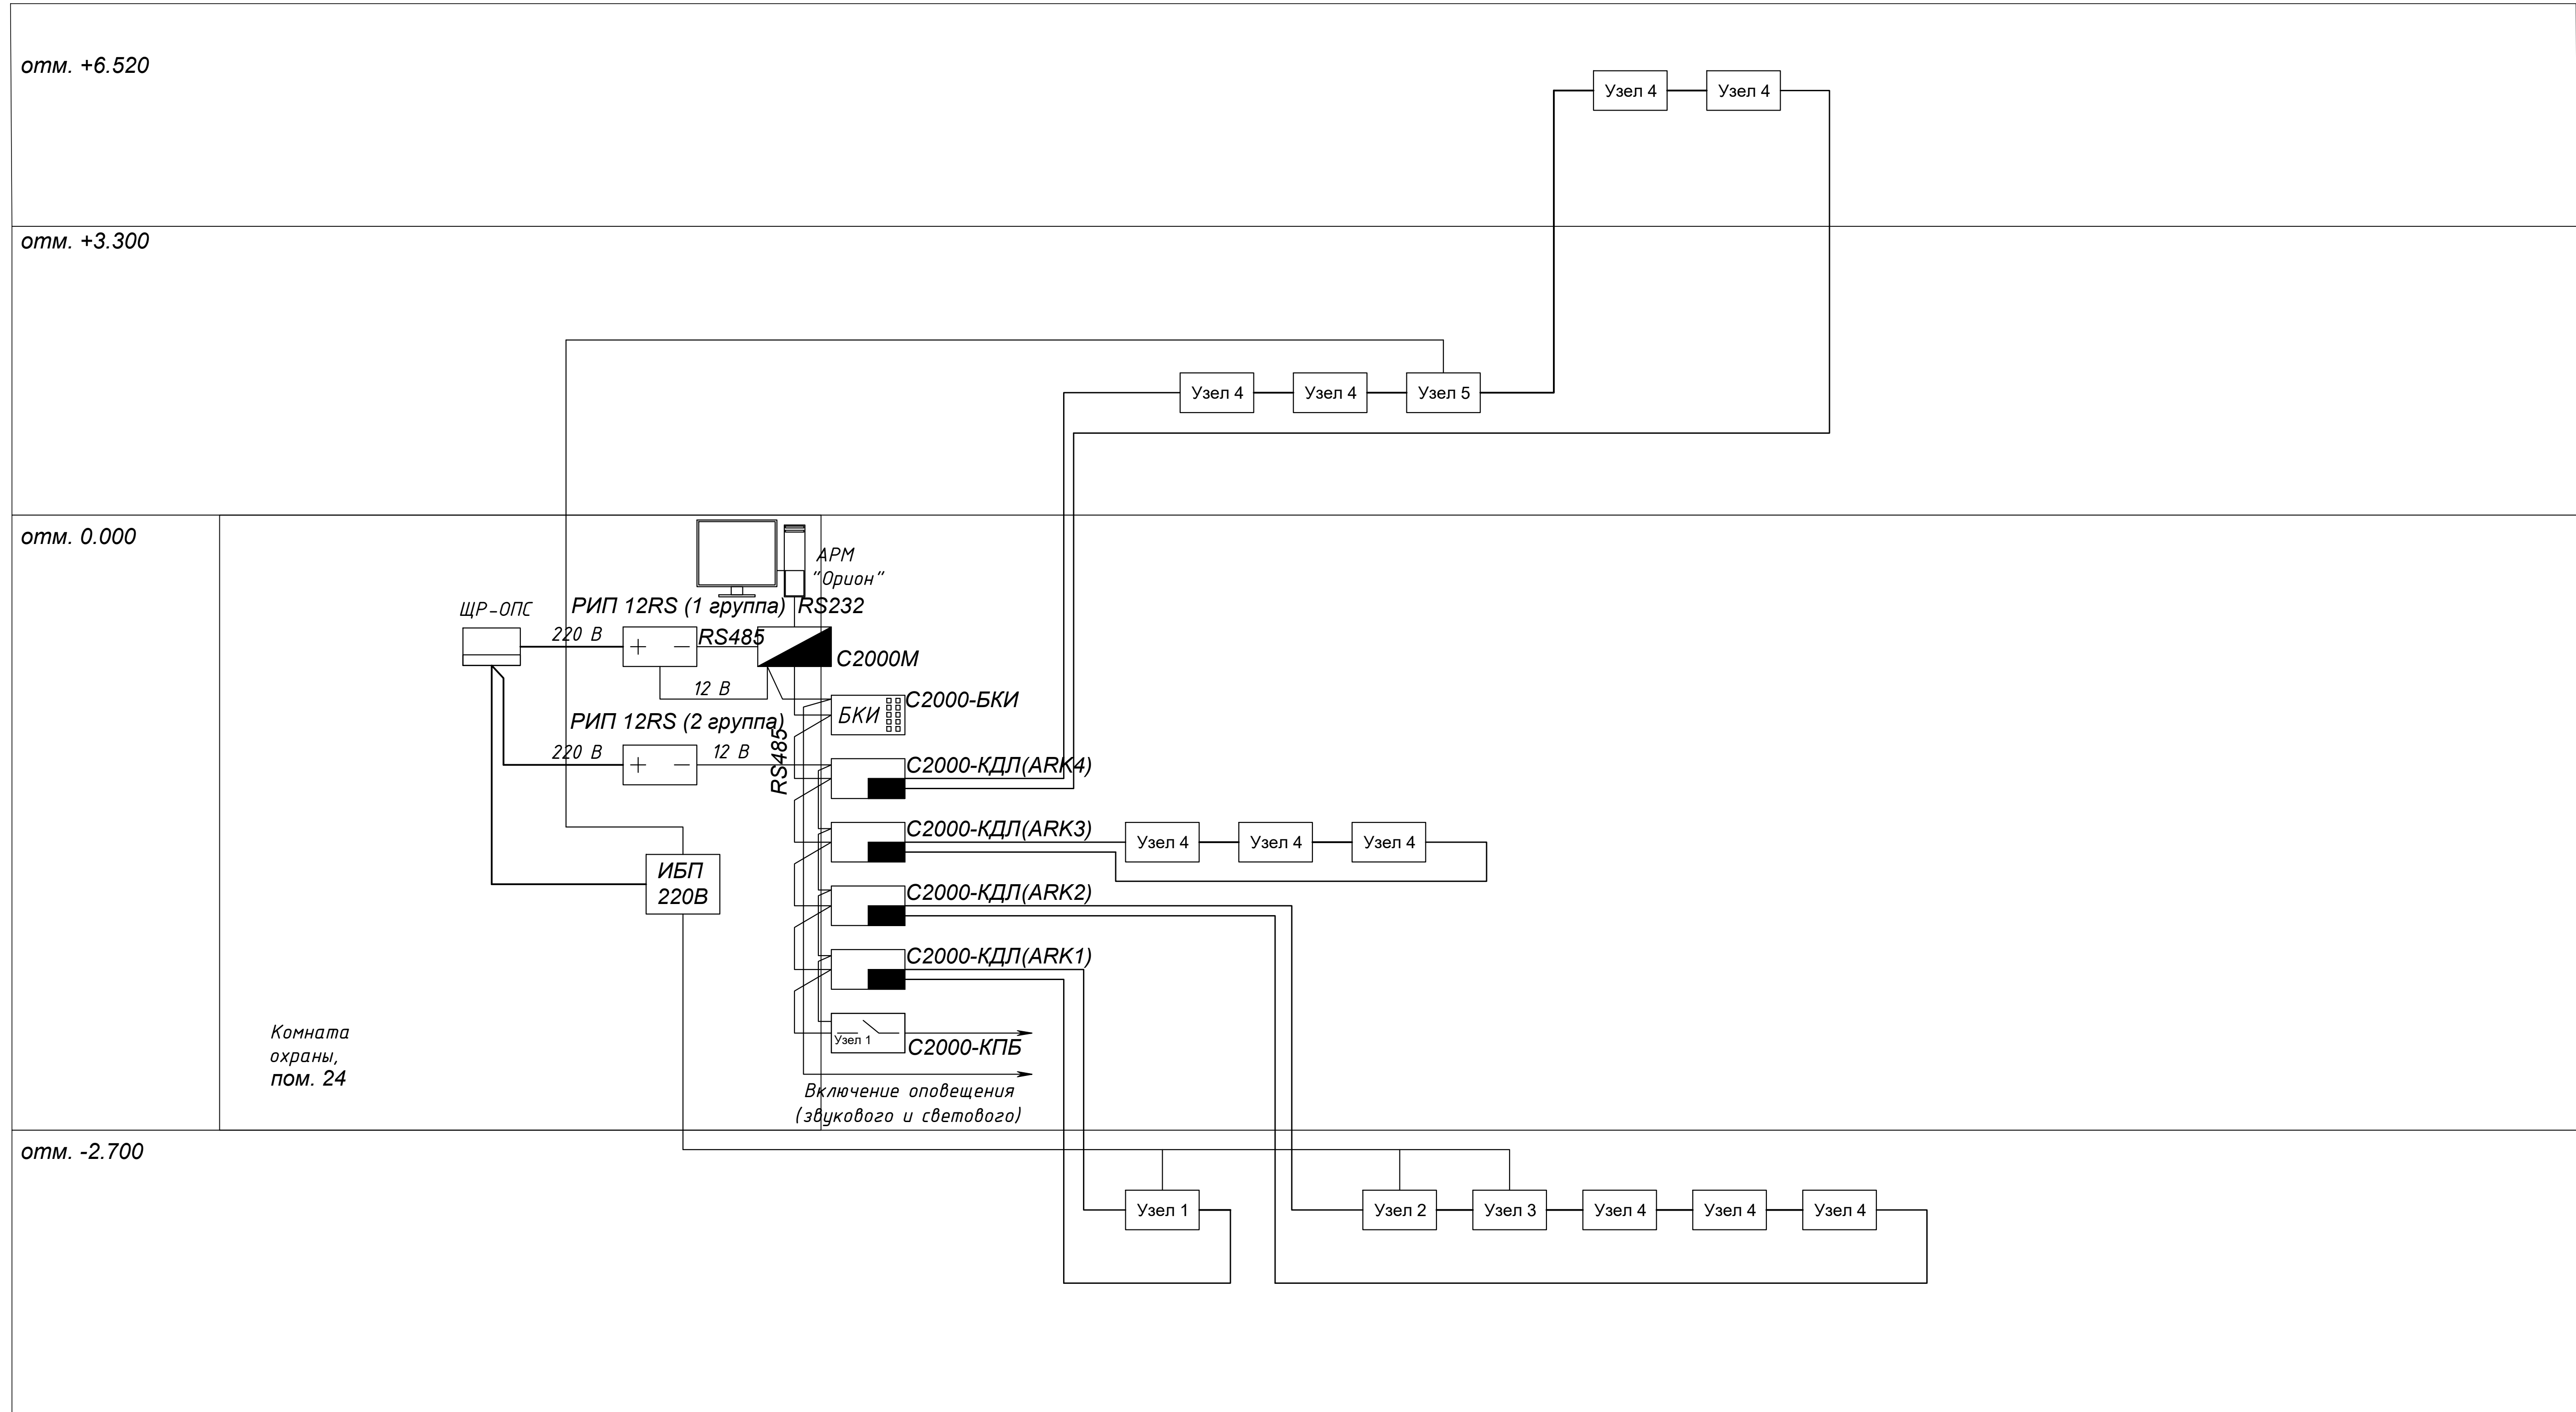 отм. +6.520
Узел 4
Узел 4
отм. +3.300
Узел 4
Узел 4
Узел 5
отм. 0.000
АРМ
"Орион"
ЩР-ОПС
РИП 12RS (1 группа)
RS232
220 В
RS485
С2000М
12 В
С2000-БКИ
БКИ
РИП 12RS (2 группа)
220 В
12 В
RS485
С2000-КДЛ(ARK4)
С2000-КДЛ(ARK3)
Узел 4
Узел 4
Узел 4
ИБП
220В
С2000-КДЛ(ARK2)
С2000-КДЛ(ARK1)
Комната
охраны,
пом. 24
Узел 1
С2000-КПБ
Включение оповещения
(звукового и светового)
отм. -2.700
Узел 1
Узел 2
Узел 3
Узел 4
Узел 4
Узел 4